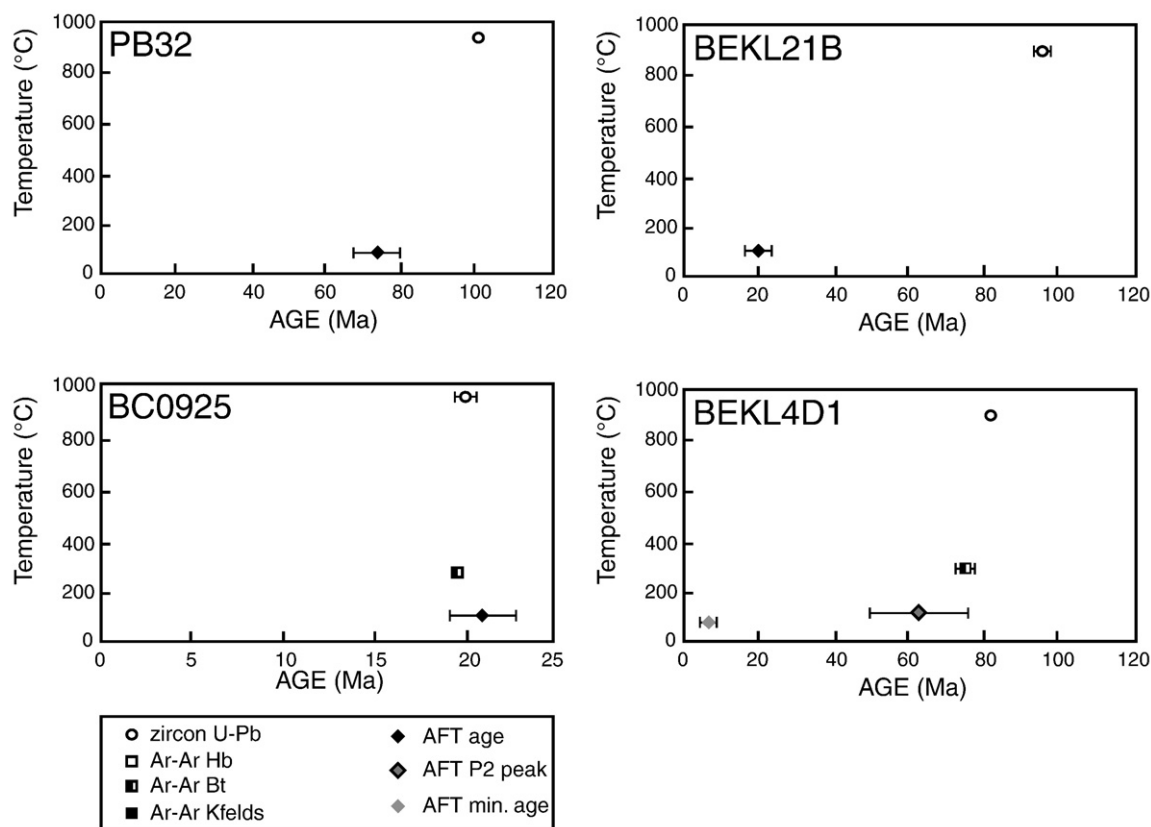 PB32
Temperature (°C)
1000
800
600
400
200
0
0 20 40 60 80 100 120
AGE (Ma)
BEKL21B
Temperature (°C)
1000
800
600
400
200
0
0 20 40 60 80 100 120
AGE (Ma)
BC0925
Temperature (°C)
1000
800
600
400
200
0
0 5 10 15 20 25
AGE (Ma)
BEKL4D1
Temperature (°C)
1000
800
600
400
200
0
0 20 40 60 80 100 120
AGE (Ma)
zircon U-Pb
Ar-Ar Hb
Ar-Ar Bt
Ar-Ar Kfelds
AFT age
AFT P2 peak
AFT min. age